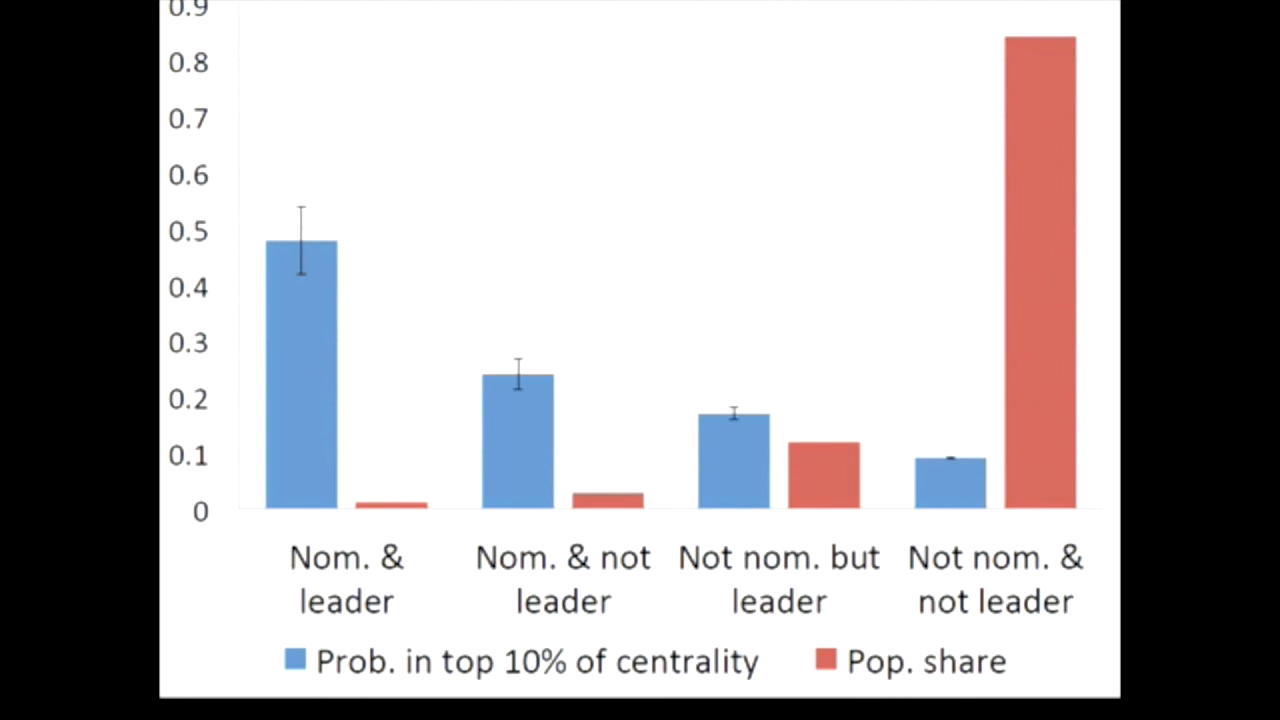 0.9
0.8
0.7
0.6
0.5
0.4
0.3
0.2
0.1
0
Nom. & leader
Nom. & not leader
Not nom. but leader
Not nom. & not leader
Prob. in top 10% of centrality
Pop. share